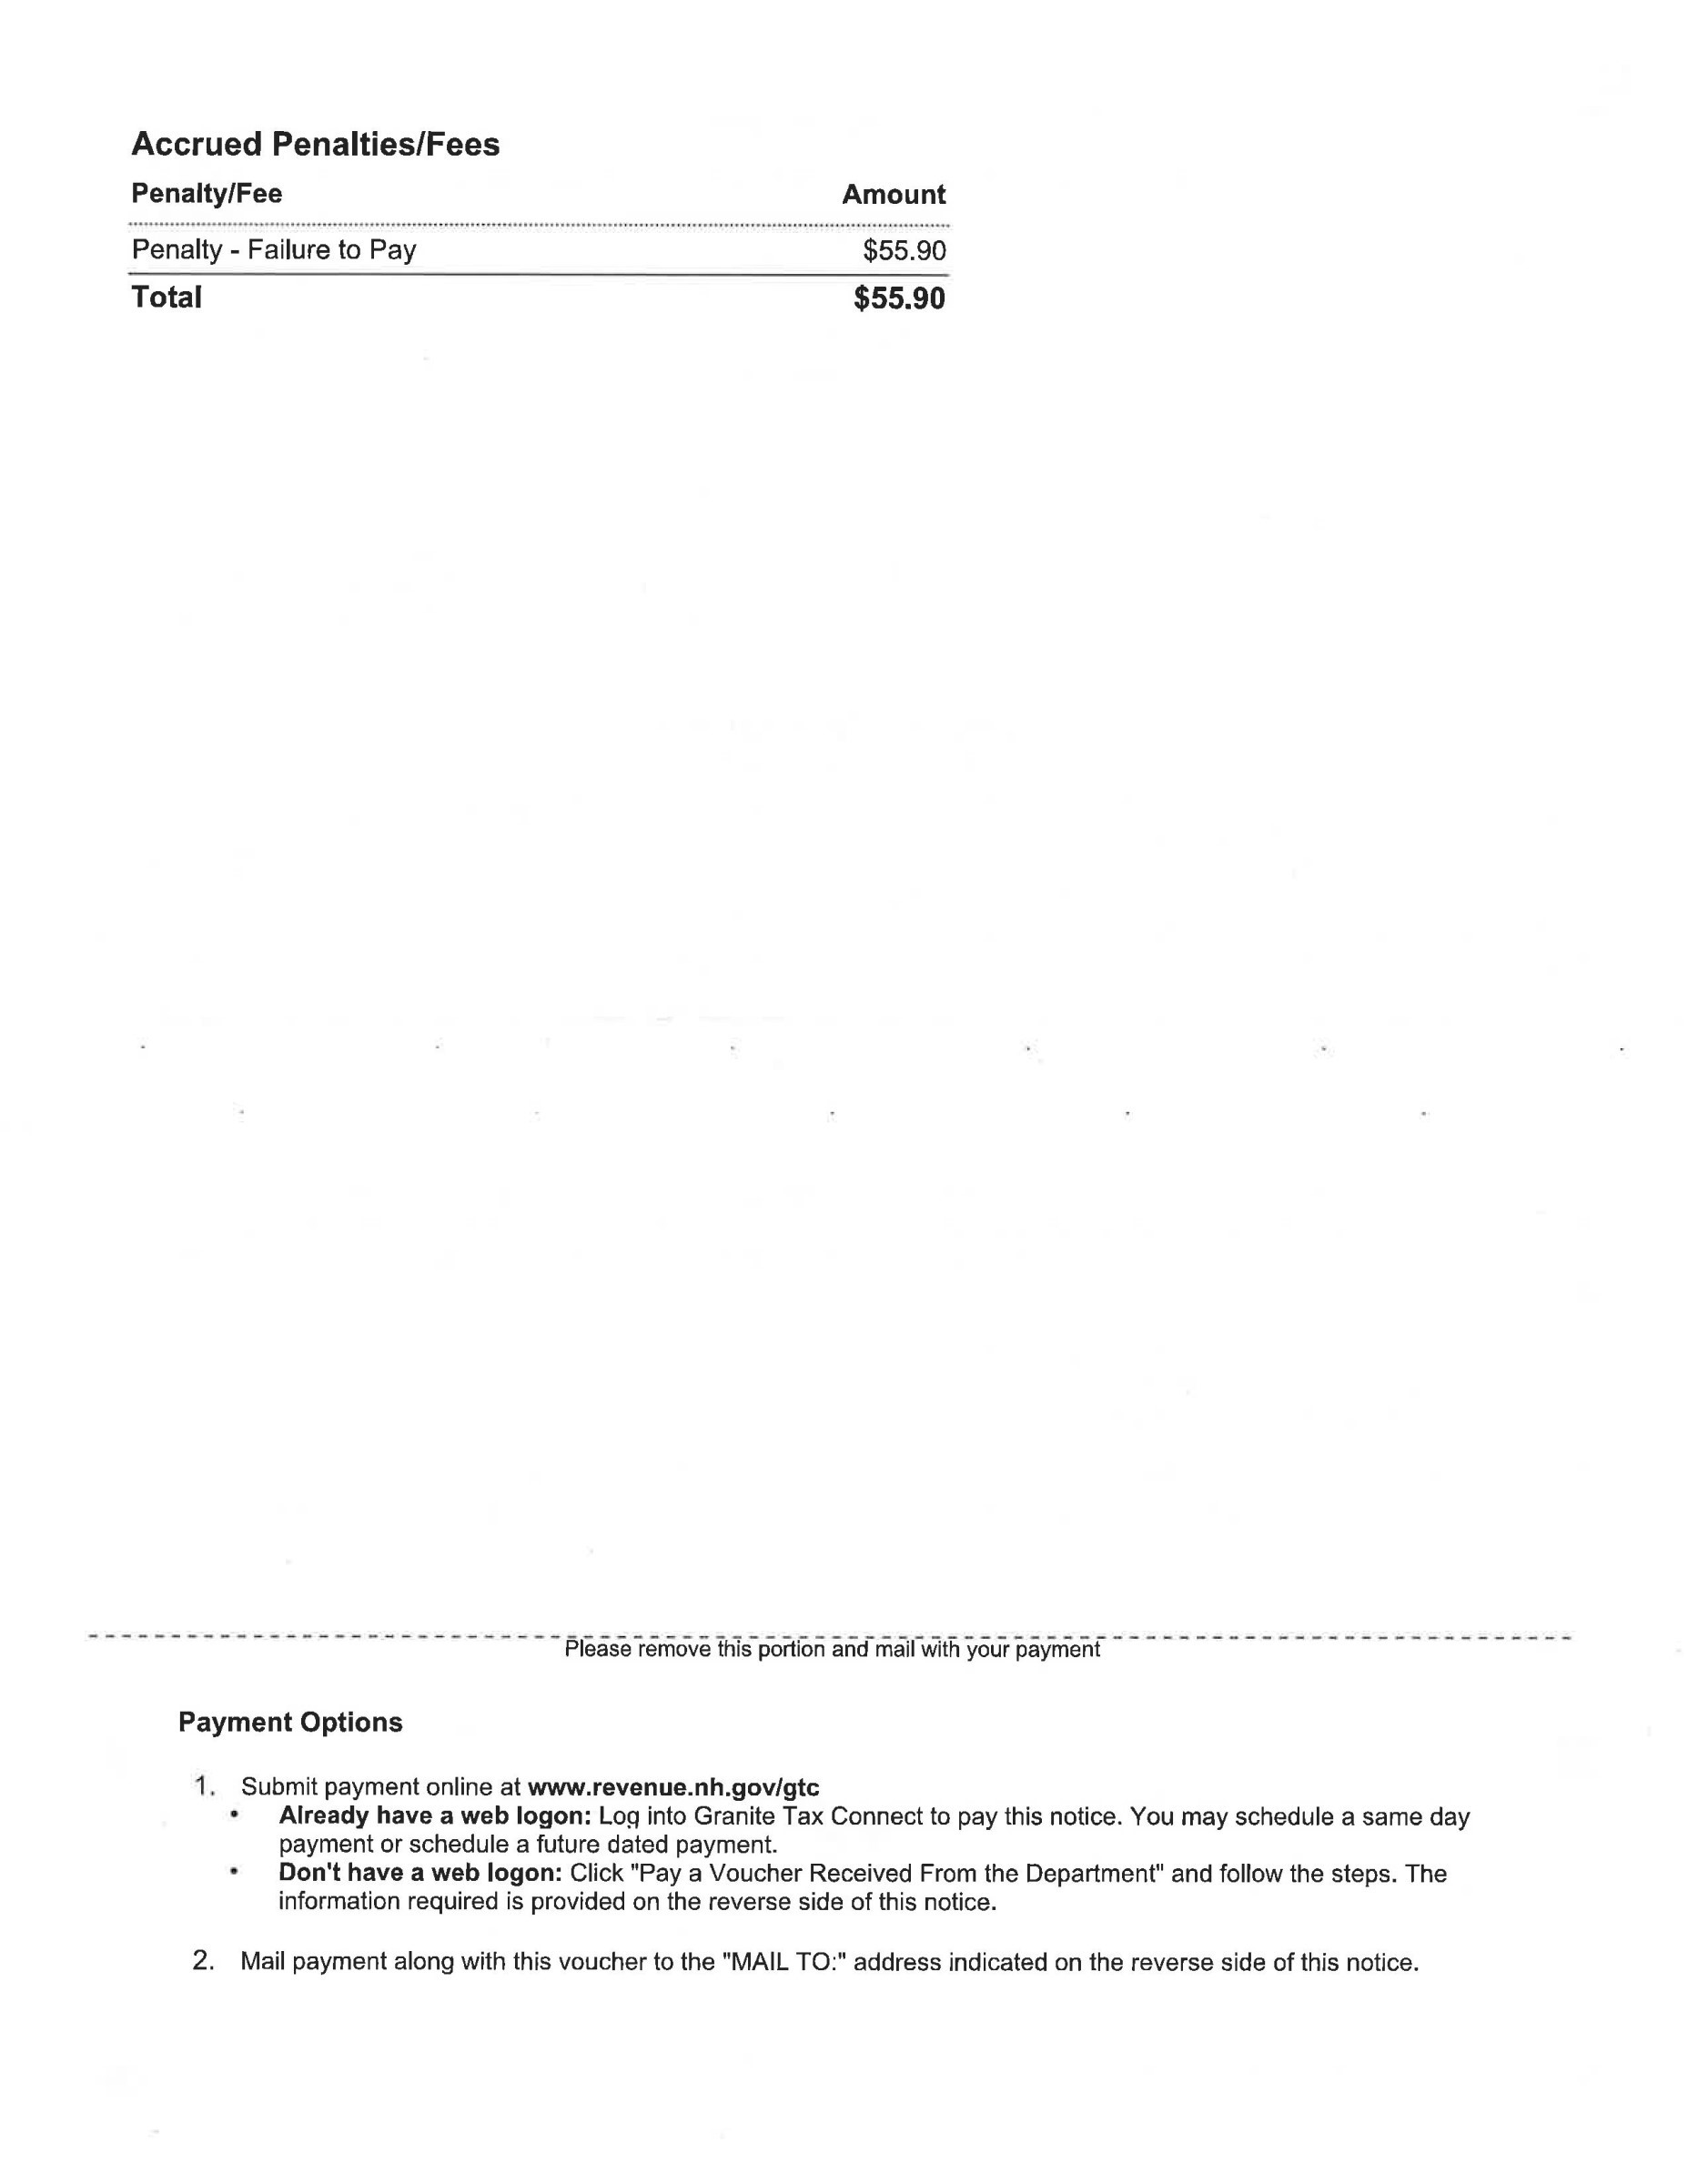 Accrued Penalties/Fees
Penalty/Fee Amount
Penalty - Failure to Pay $55.90
Total $55.90
Please remove this portion and mail with your payment
Payment Options
1. Submit payment online at www.revenue.nh.gov/gtc
• Already have a web logon: Log into Granite Tax Connect to pay this notice. You may schedule a same day
payment or schedule a future dated payment.
• Don't have a web logon: Click "Pay a Voucher Received From the Department" and follow the steps. The
information required is provided on the reverse side of this notice.
2. Mail payment along with this voucher to the "MAIL TO:" address indicated on the reverse side of this notice.